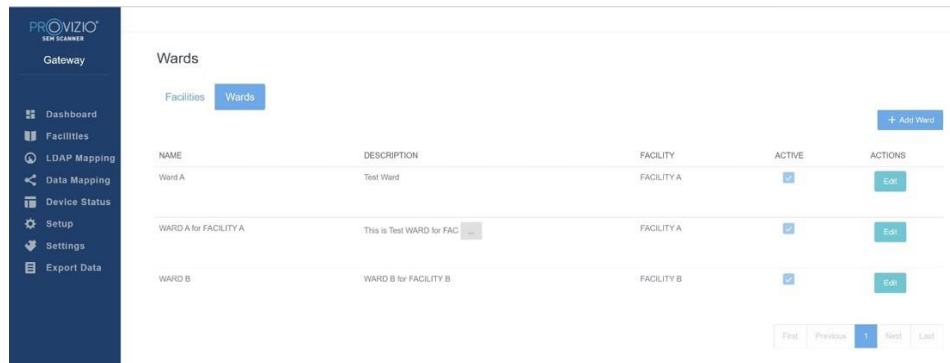 PROVIZIO®
SEM SCANNER
Gateway
Dashboard
Facilities
LDAP Mapping
Data Mapping
Device Status
Setup
Settings
Export Data
Wards
Facilities Wards
+ Add Ward
NAME DESCRIPTION FACILITY ACTIVE ACTIONS
Ward A Test Ward FACILITY A Edit
WARD A for FACILITY A This is Test WARD for FAC ... FACILITY A Edit
WARD B WARD B for FACILITY B FACILITY B Edit
First Previous 1 Next Last